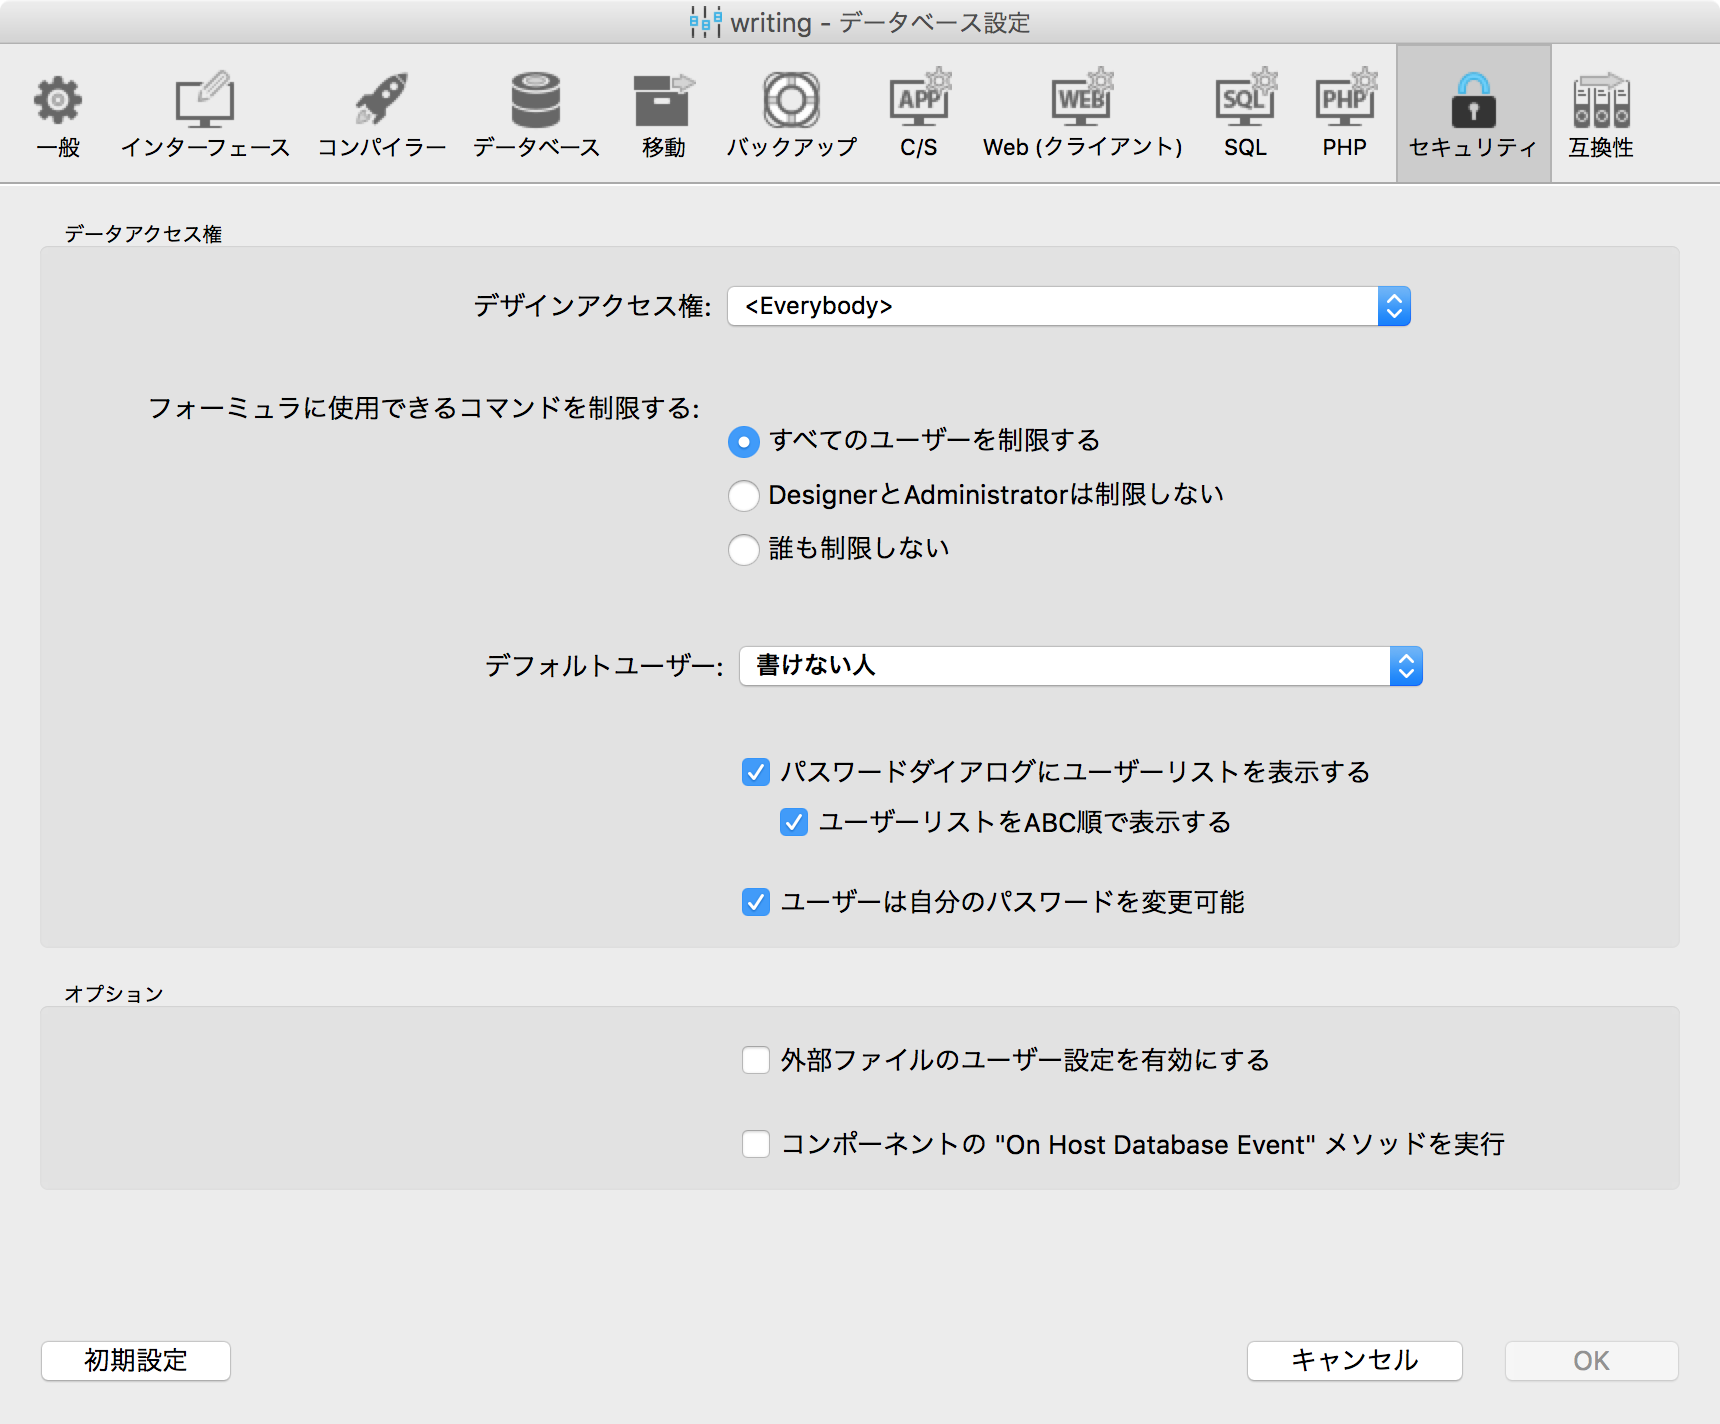 writing - データベース設定
一般
インターフェース
コンパイラー
データベース
移動
バックアップ
APP
C/S
WEB
Web (クライアント)
SQL
SQL
PHP
PHP
セキュリティ
互換性
データアクセス権
デザインアクセス権: <Everybody>
フォーミュラに使用できるコマンドを制限する:
すべてのユーザーを制限する
DesignerとAdministratorは制限しない
誰も制限しない
デフォルトユーザー: 書けない人
パスワードダイアログにユーザーリストを表示する
ユーザーリストをABC順で表示する
ユーザーは自分のパスワードを変更可能
オプション
外部ファイルのユーザー設定を有効にする
コンポーネントの "On Host Database Event" メソッドを実行
初期設定
キャンセル
OK